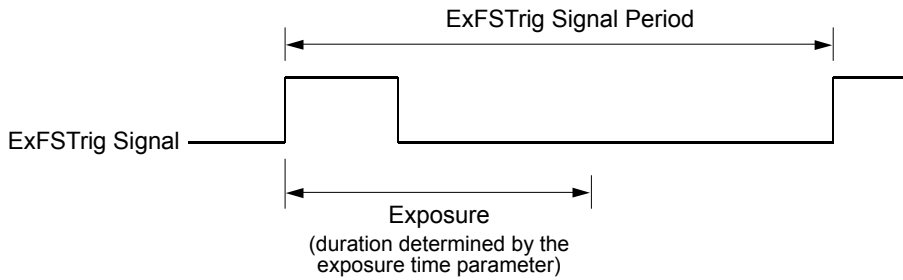 ExFSTrig Signal Period
ExFSTrig Signal
Exposure
(duration determined by the
exposure time parameter)